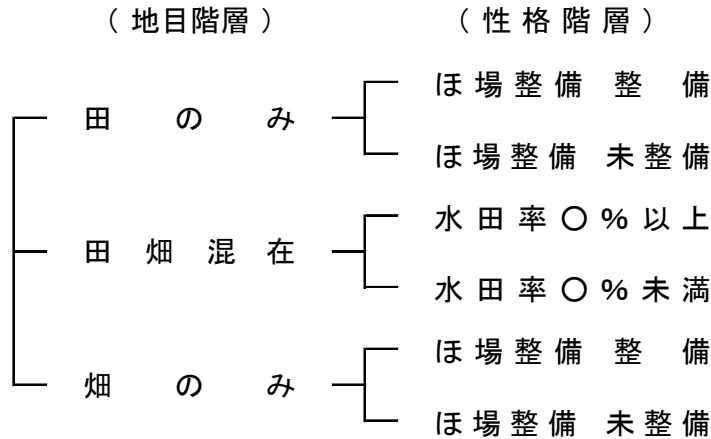 （地目階層） （性格階層）
ほ場整備 整備
田のみ
ほ場整備 未整備
水田率〇%以上
田畑混在
水田率〇%未満
ほ場整備 整備
畑のみ
ほ場整備 未整備